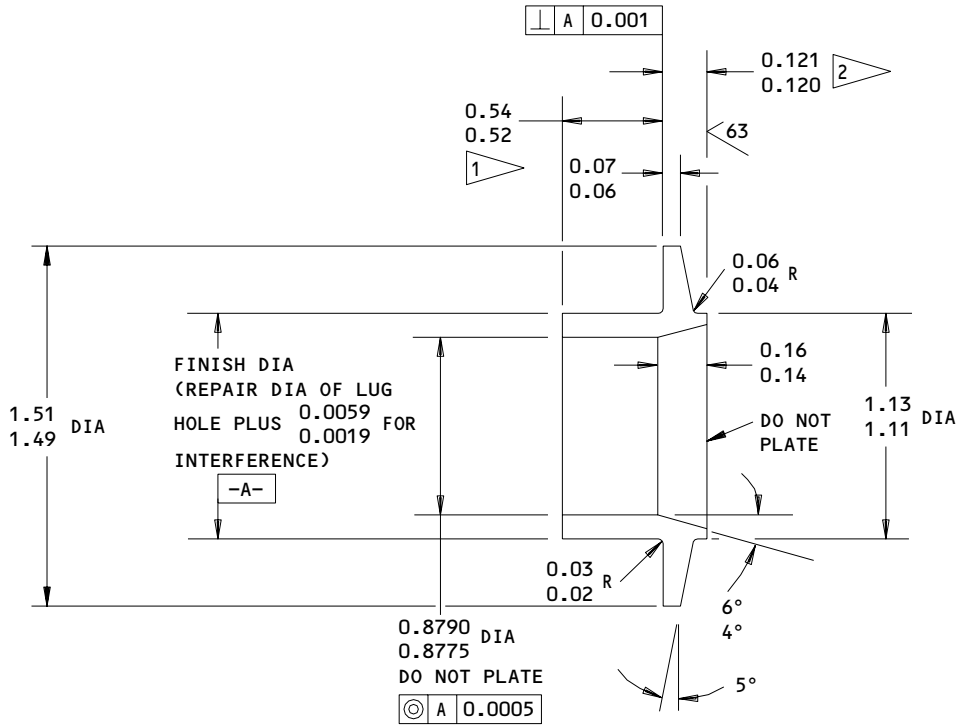 ⊥ A 0.001
0.121
0.120
2
0.54
0.52
63
1
0.07
0.06
0.06
0.04 R
FINISH DIA
(REPAIR DIA OF LUG
HOLE PLUS 0.0059
0.0019 FOR
INTERFERENCE)
-A-
1.51
1.49 DIA
0.16
0.14
DO NOT
PLATE
1.13
1.11 DIA
0.03
0.02 R
6°
4°
0.8790
0.8775 DIA
DO NOT PLATE
◎ A 0.0005
5°